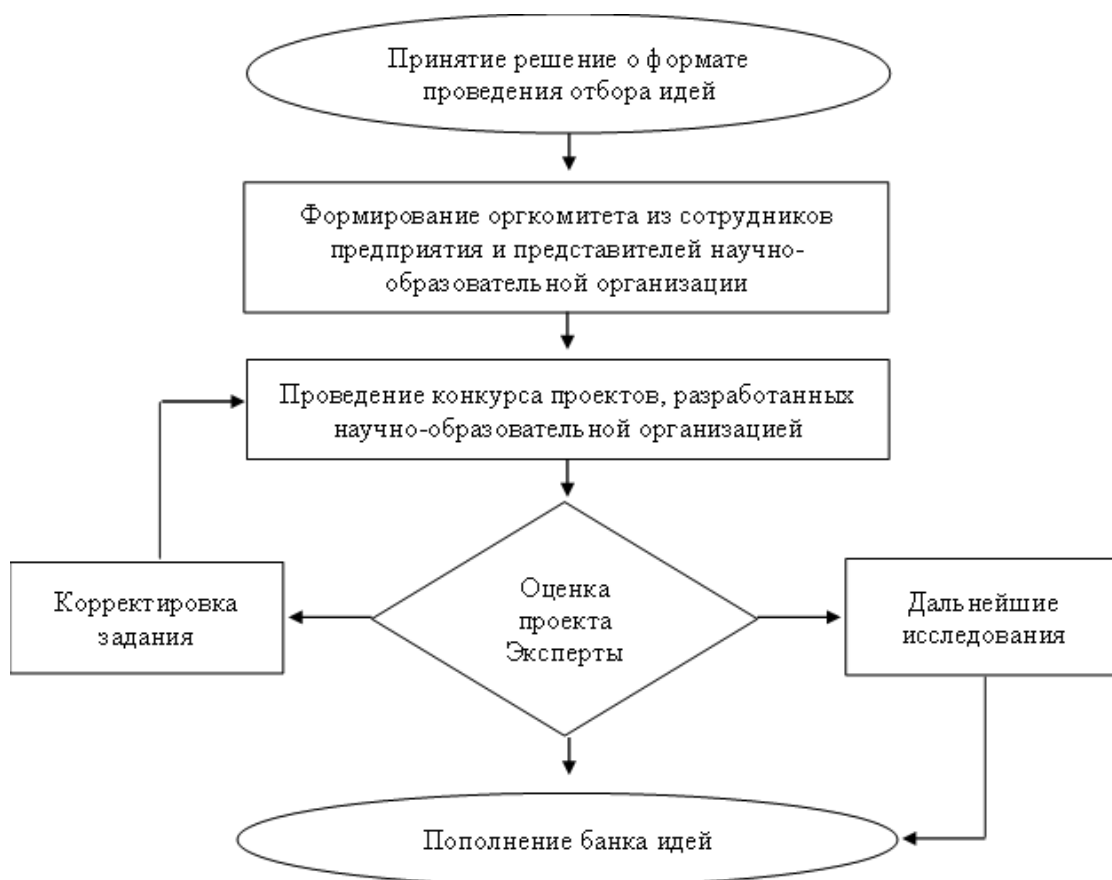 Принятие решение о формате
проведения отбора идей
Формирование оргкомитета из сотрудников
предприятия и представителей научно-
образовательной организации
Проведение конкурса проектов, разработанных
научно-образовательной организацией
Корректировка
задания
Оценка
проекта
Эксперты
Дальнейшие
исследования
Пополнение банка идей